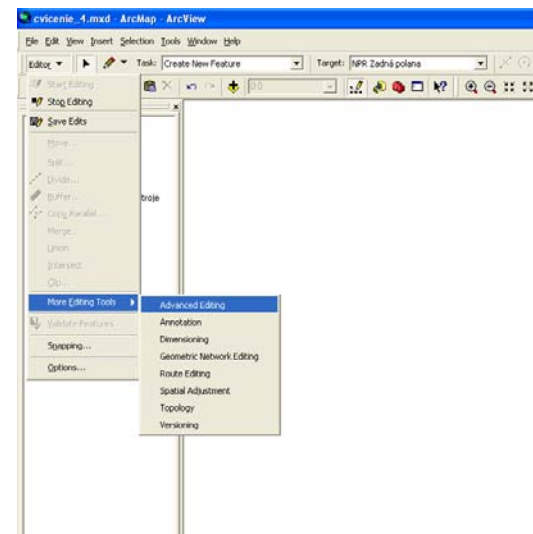 cvicenie_4.mxd - ArcMap - ArcView
File Edit View Insert Selection Tools Window Help
Editor Task: Create New Feature Target: NPR Zadná polana
Start Editing
Stop Editing
Save Edits
Move...
Split...
Divide...
Buffer...
Copy Parallel...
Merge...
Union
Intersect
Clip...
More Editing Tools
Validate Features
Snapping...
Options...
troje
Advanced Editing
Annotation
Dimensioning
Geometric Network Editing
Route Editing
Spatial Adjustment
Topology
Versioning